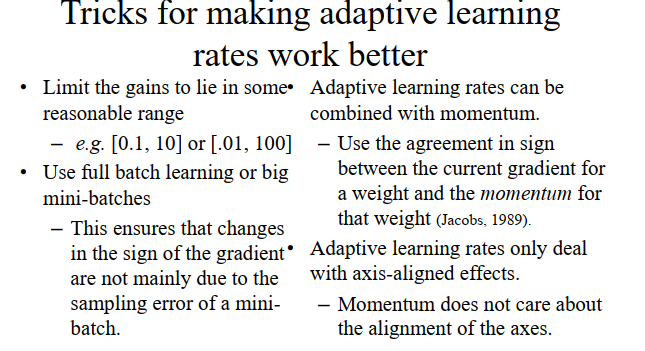 Tricks for making adaptive learning
rates work better
• Limit the gains to lie in some
reasonable range
– e.g. [0.1, 10] or [.01, 100]
• Use full batch learning or big
mini-batches
– This ensures that changes
in the sign of the gradient
are not mainly due to the
sampling error of a mini-
batch.
• Adaptive learning rates can be
combined with momentum.
– Use the agreement in sign
between the current gradient for
a weight and the momentum for
that weight (Jacobs, 1989).
• Adaptive learning rates only deal
with axis-aligned effects.
– Momentum does not care about
the alignment of the axes.